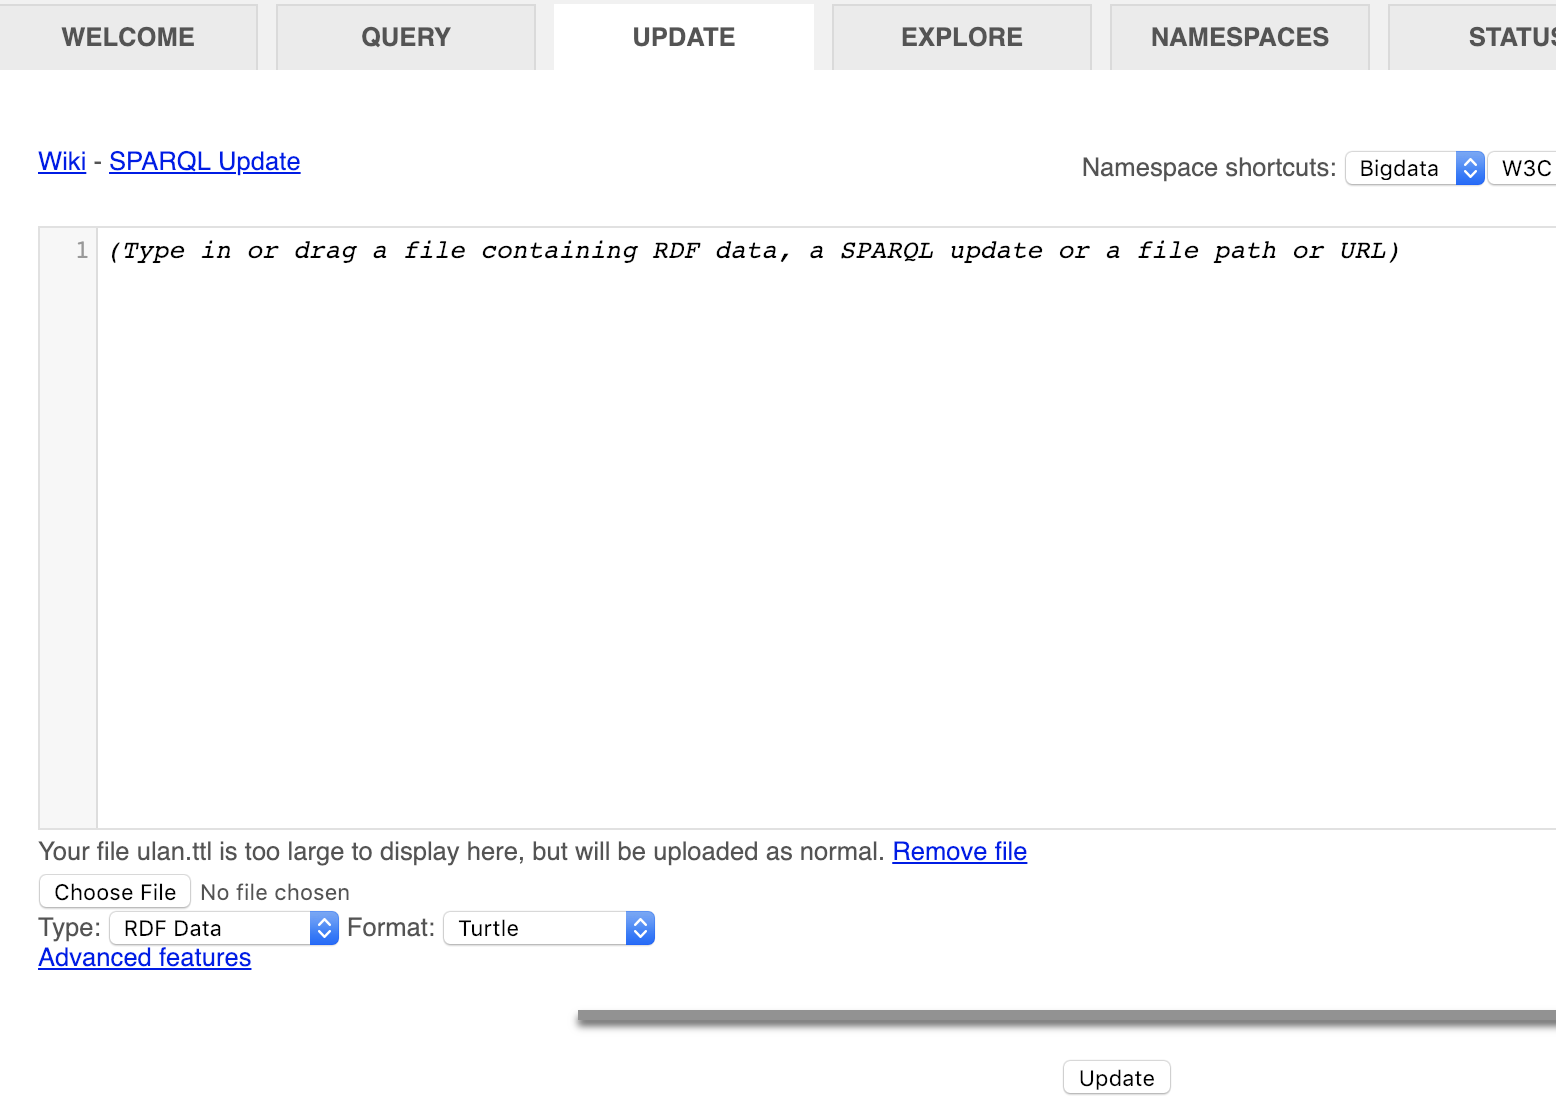 WELCOME QUERY UPDATE EXPLORE NAMESPACES STATUS
Wiki - SPARQL Update Namespace shortcuts: Bigdata W3C
1 (Type in or drag a file containing RDF data, a SPARQL update or a file path or URL)
Your file ulan.ttl is too large to display here, but will be uploaded as normal. Remove file
Choose File No file chosen
Type: RDF Data Format: Turtle
Advanced features
Update